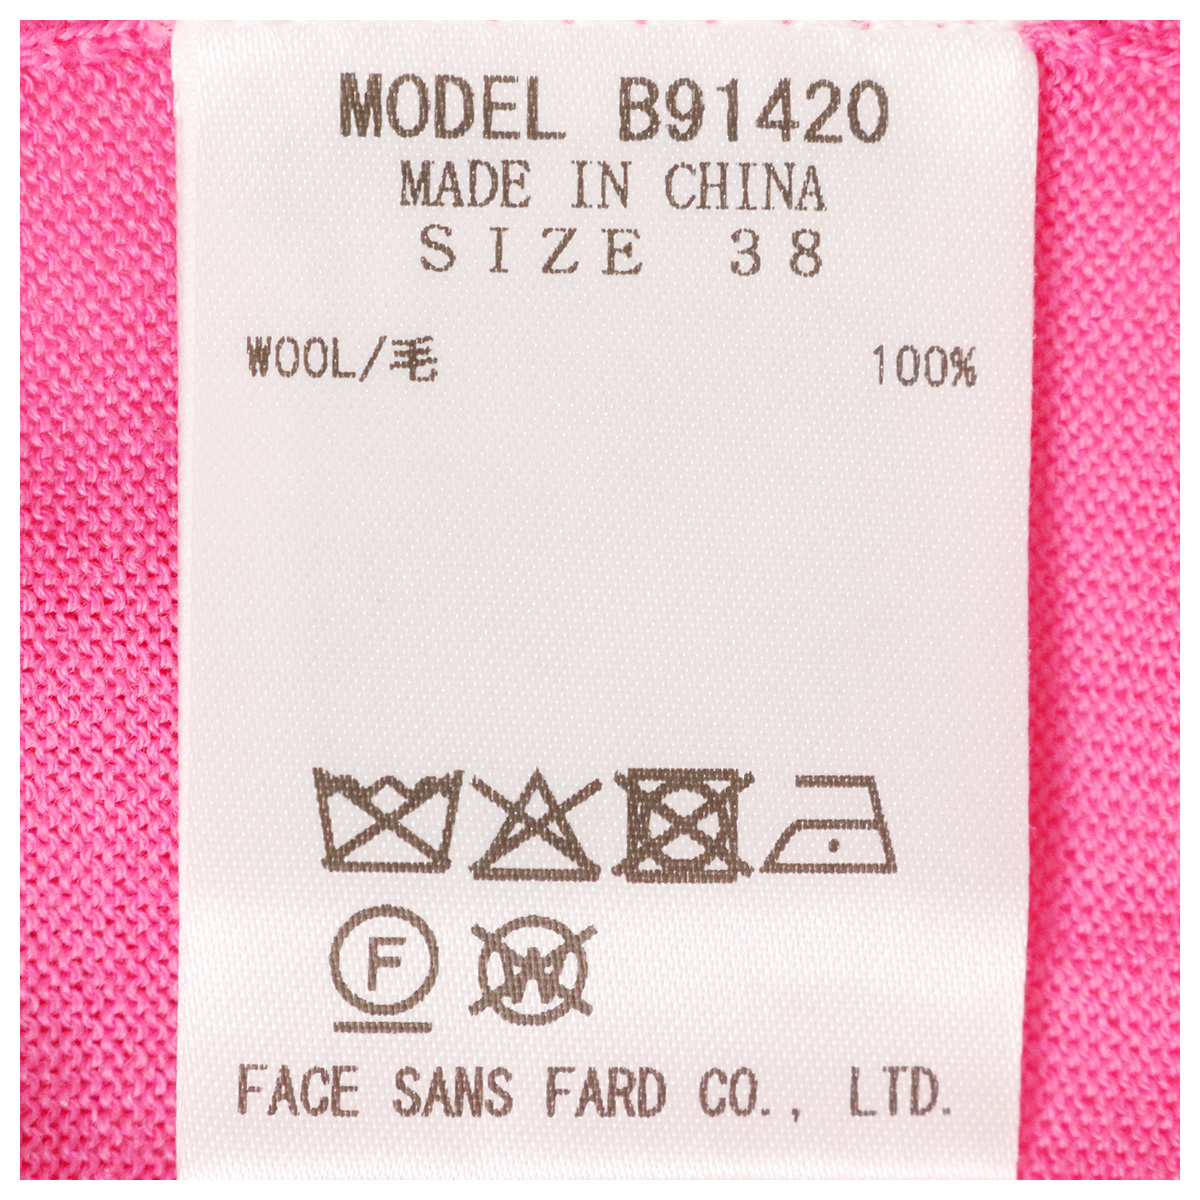 MODEL B91420
MADE IN CHINA
SIZE 38
WOOL/毛 100%
F W
FACE SANS FARD CO., LTD.